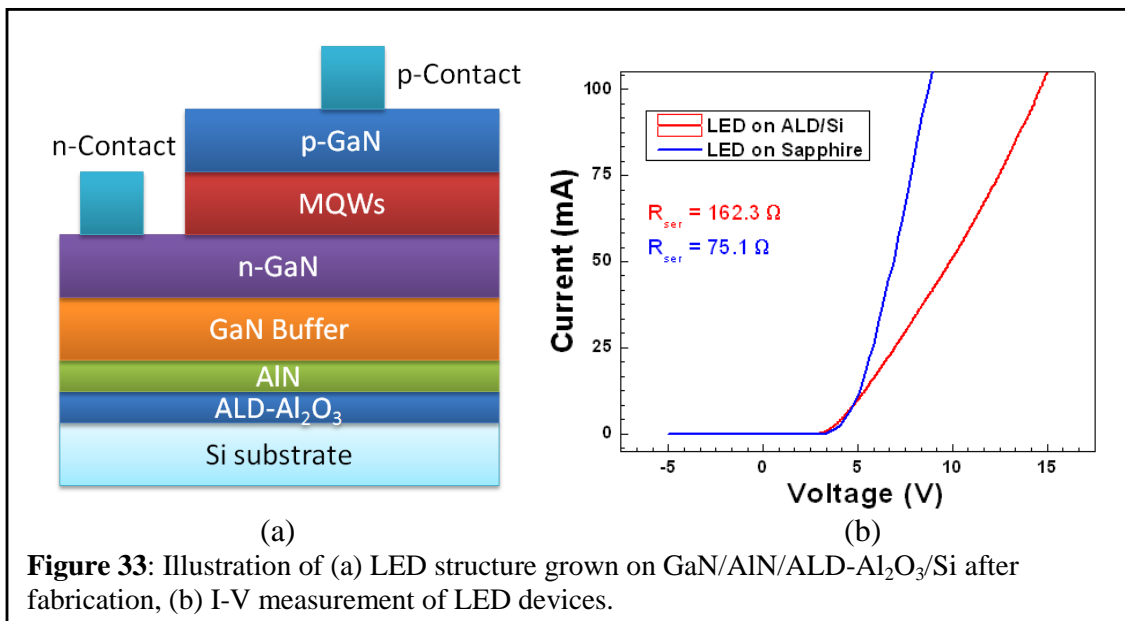 p-Contact
n-Contact
p-GaN
MQWs
n-GaN
GaN Buffer
AlN
ALD-Al₂O₃
Si substrate
(a)
100
75
50
25
0
Current (mA)
LED on ALD/Si
LED on Sapphire
R_ser = 162.3 Ω
R_ser = 75.1 Ω
-5 0 5 10 15
Voltage (V)
(b)
Figure 33: Illustration of (a) LED structure grown on GaN/AlN/ALD-Al₂O₃/Si after
fabrication, (b) I-V measurement of LED devices.